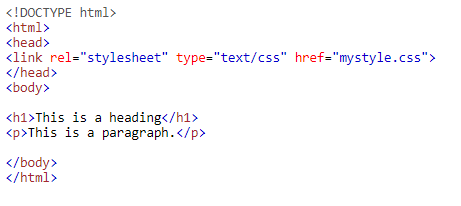 <!DOCTYPE html>
<html>
<head>
<link rel="stylesheet" type="text/css" href="mystyle.css">
</head>
<body>
<h1>This is a heading</h1>
<p>This is a paragraph.</p>
</body>
</html>